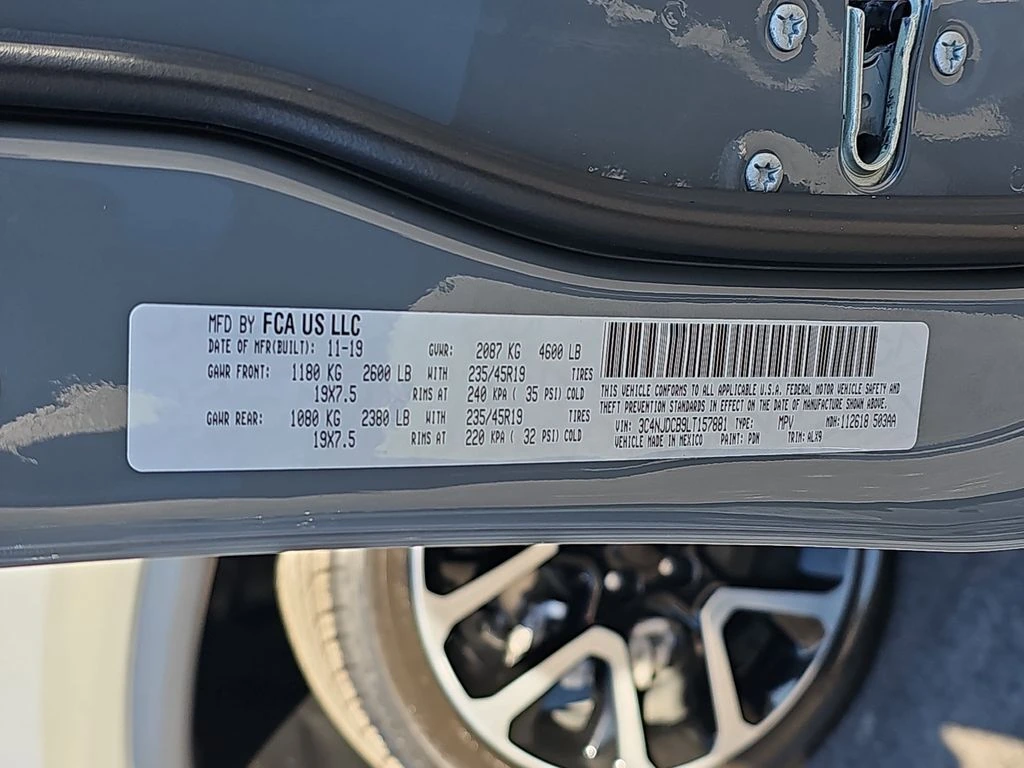 MFD BY FCA US LLC
DATE OF MFR(BUILT): 11-19 GVWR: 2087 KG 4600 LB
GAWR FRONT: 1180 KG 2600 LB WITH 235/45R19 TIRES
19X7.5 RIMS AT 240 KPA ( 35 PSI) COLD
GAWR REAR: 1080 KG 2380 LB WITH 235/45R19 TIRES
19X7.5 RIMS AT 220 KPA ( 32 PSI) COLD
THIS VEHICLE CONFORMS TO ALL APPLICABLE U.S.A. FEDERAL MOTOR VEHICLE SAFETY AND
THEFT PREVENTION STANDARDS IN EFFECT ON THE DATE OF MANUFACTURE SHOWN ABOVE.
VIN: 3C4NJDCB9LT157881 TYPE: MPV MDH: 112618 503AA
VEHICLE MADE IN MEXICO PAINT: PDN TRIM: ALX9